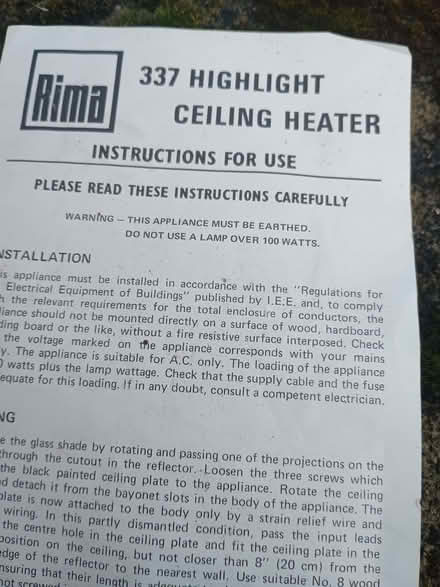 Rima
337 HIGHLIGHT
CEILING HEATER
INSTRUCTIONS FOR USE
PLEASE READ THESE INSTRUCTIONS CAREFULLY
WARNING – THIS APPLIANCE MUST BE EARTHED.
DO NOT USE A LAMP OVER 100 WATTS.
NSTALLATION
is appliance must be installed in accordance with the "Regulations for
Electrical Equipment of Buildings" published by I.E.E. and, to comply
h the relevant requirements for the total enclosure of conductors, the
liance should not be mounted directly on a surface of wood, hardboard,
ding board or the like, without a fire resistive surface interposed. Check
the voltage marked on the appliance corresponds with your mains
y. The appliance is suitable for A.C. only. The loading of the appliance
0 watts plus the lamp wattage. Check that the supply cable and the fuse
equate for this loading. If in any doubt, consult a competent electrician.
NG
e the glass shade by rotating and passing one of the projections on the
through the cutout in the reflector. Loosen the three screws which
the black painted ceiling plate to the appliance. Rotate the ceiling
d detach it from the bayonet slots in the body of the appliance. The
plate is now attached to the body only by a strain relief wire and
wiring. In this partly dismantled condition, pass the input leads
the centre hole in the ceiling plate and fit the ceiling plate in the
position on the ceiling, but not closer than 8" (20 cm) from the
edge of the reflector to the nearest wall. Use suitable No. 8 wood
nsuring that their length is